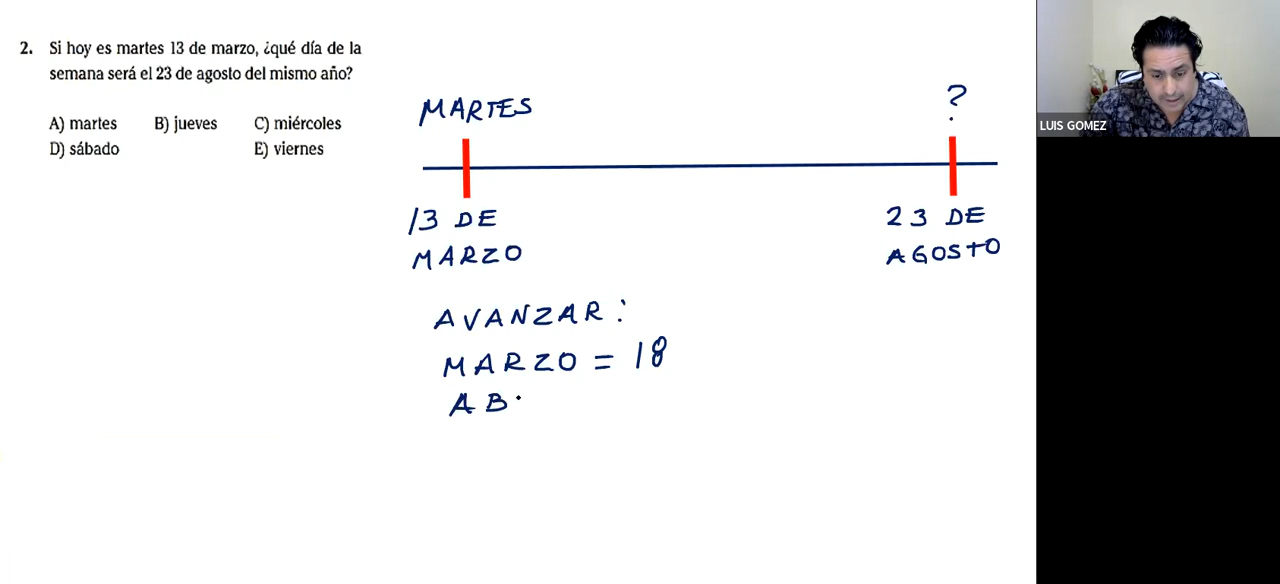 2. Si hoy es martes 13 de marzo, ¿qué día de la
semana será el 23 de agosto del mismo año?
A) martes B) jueves C) miércoles
D) sábado E) viernes
MARTES
?
13 DE
MARZO
23 DE
AGOSTO
AVANZAR:
MARZO = 18
AB
LUIS GOMEZ